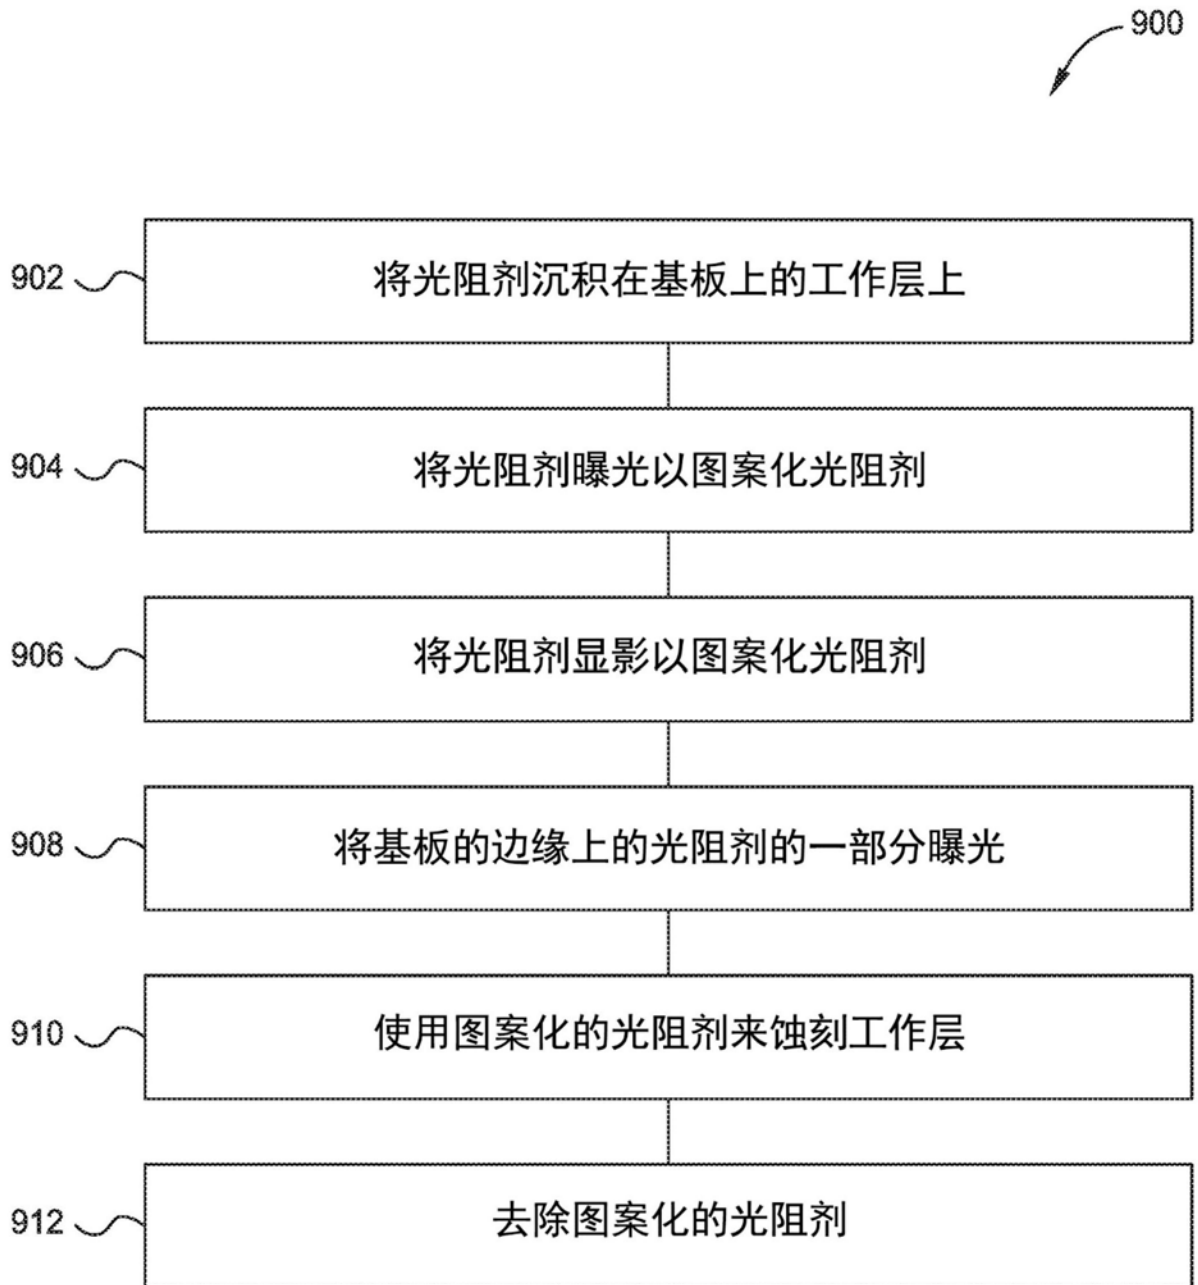 900
902 将光阻剂沉积在基板上的工作层上
904 将光阻剂曝光以图案化光阻剂
906 将光阻剂显影以图案化光阻剂
908 将基板的边缘上的光阻剂的一部分曝光
910 使用图案化的光阻剂来蚀刻工作层
912 去除图案化的光阻剂